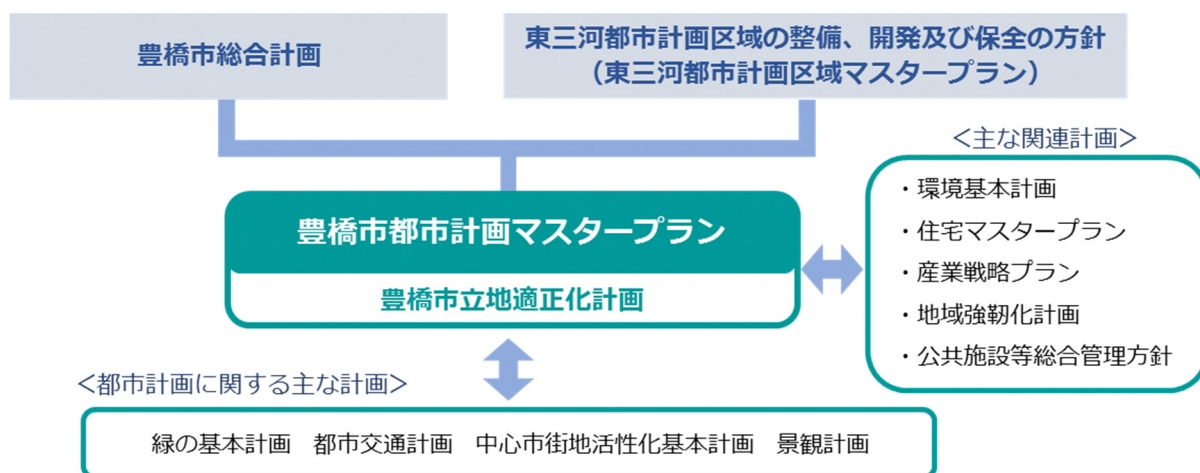 豊橋市総合計画
東三河都市計画区域の整備、開発及び保全の方針
（東三河都市計画区域マスタープラン）
＜主な関連計画＞
・環境基本計画
・住宅マスタープラン
・産業戦略プラン
・地域強靭化計画
・公共施設等総合管理方針
豊橋市都市計画マスタープラン
豊橋市立地適正化計画
＜都市計画に関する主な計画＞
緑の基本計画　都市交通計画　中心市街地活性化基本計画　景観計画